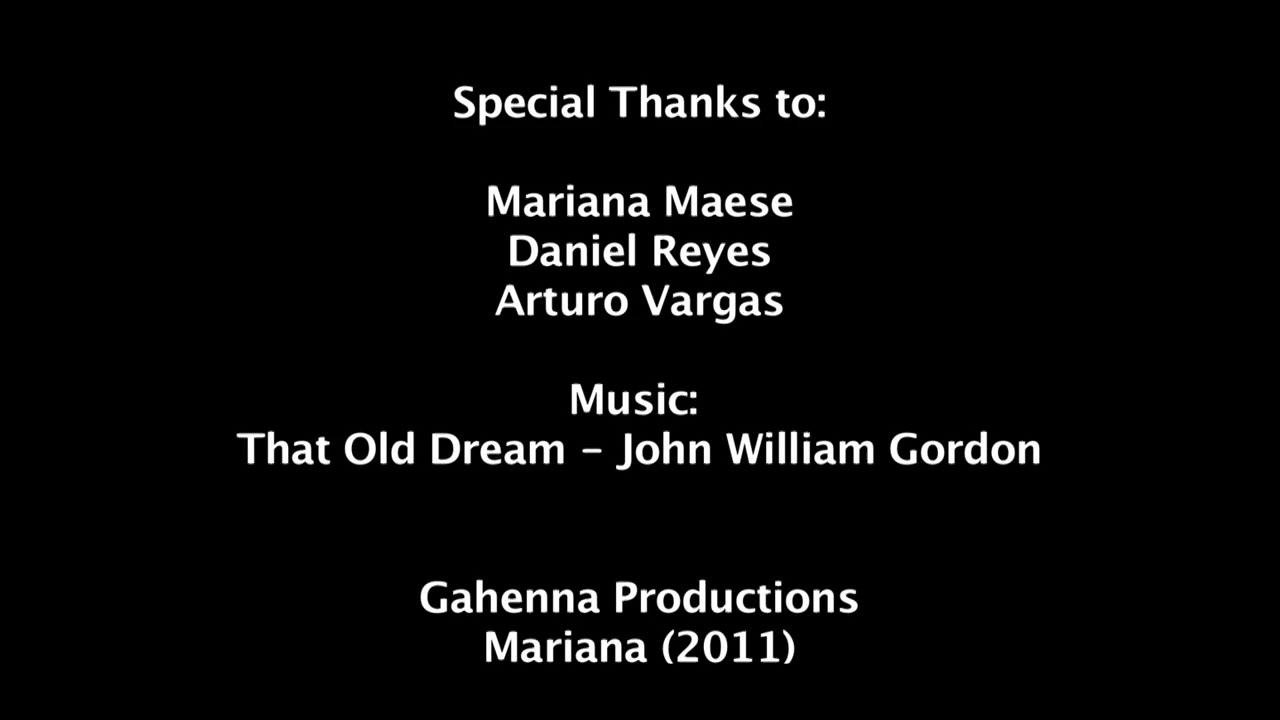 Special Thanks to:
Mariana Maese
Daniel Reyes
Arturo Vargas
Music:
That Old Dream – John William Gordon
Gahenna Productions
Mariana (2011)